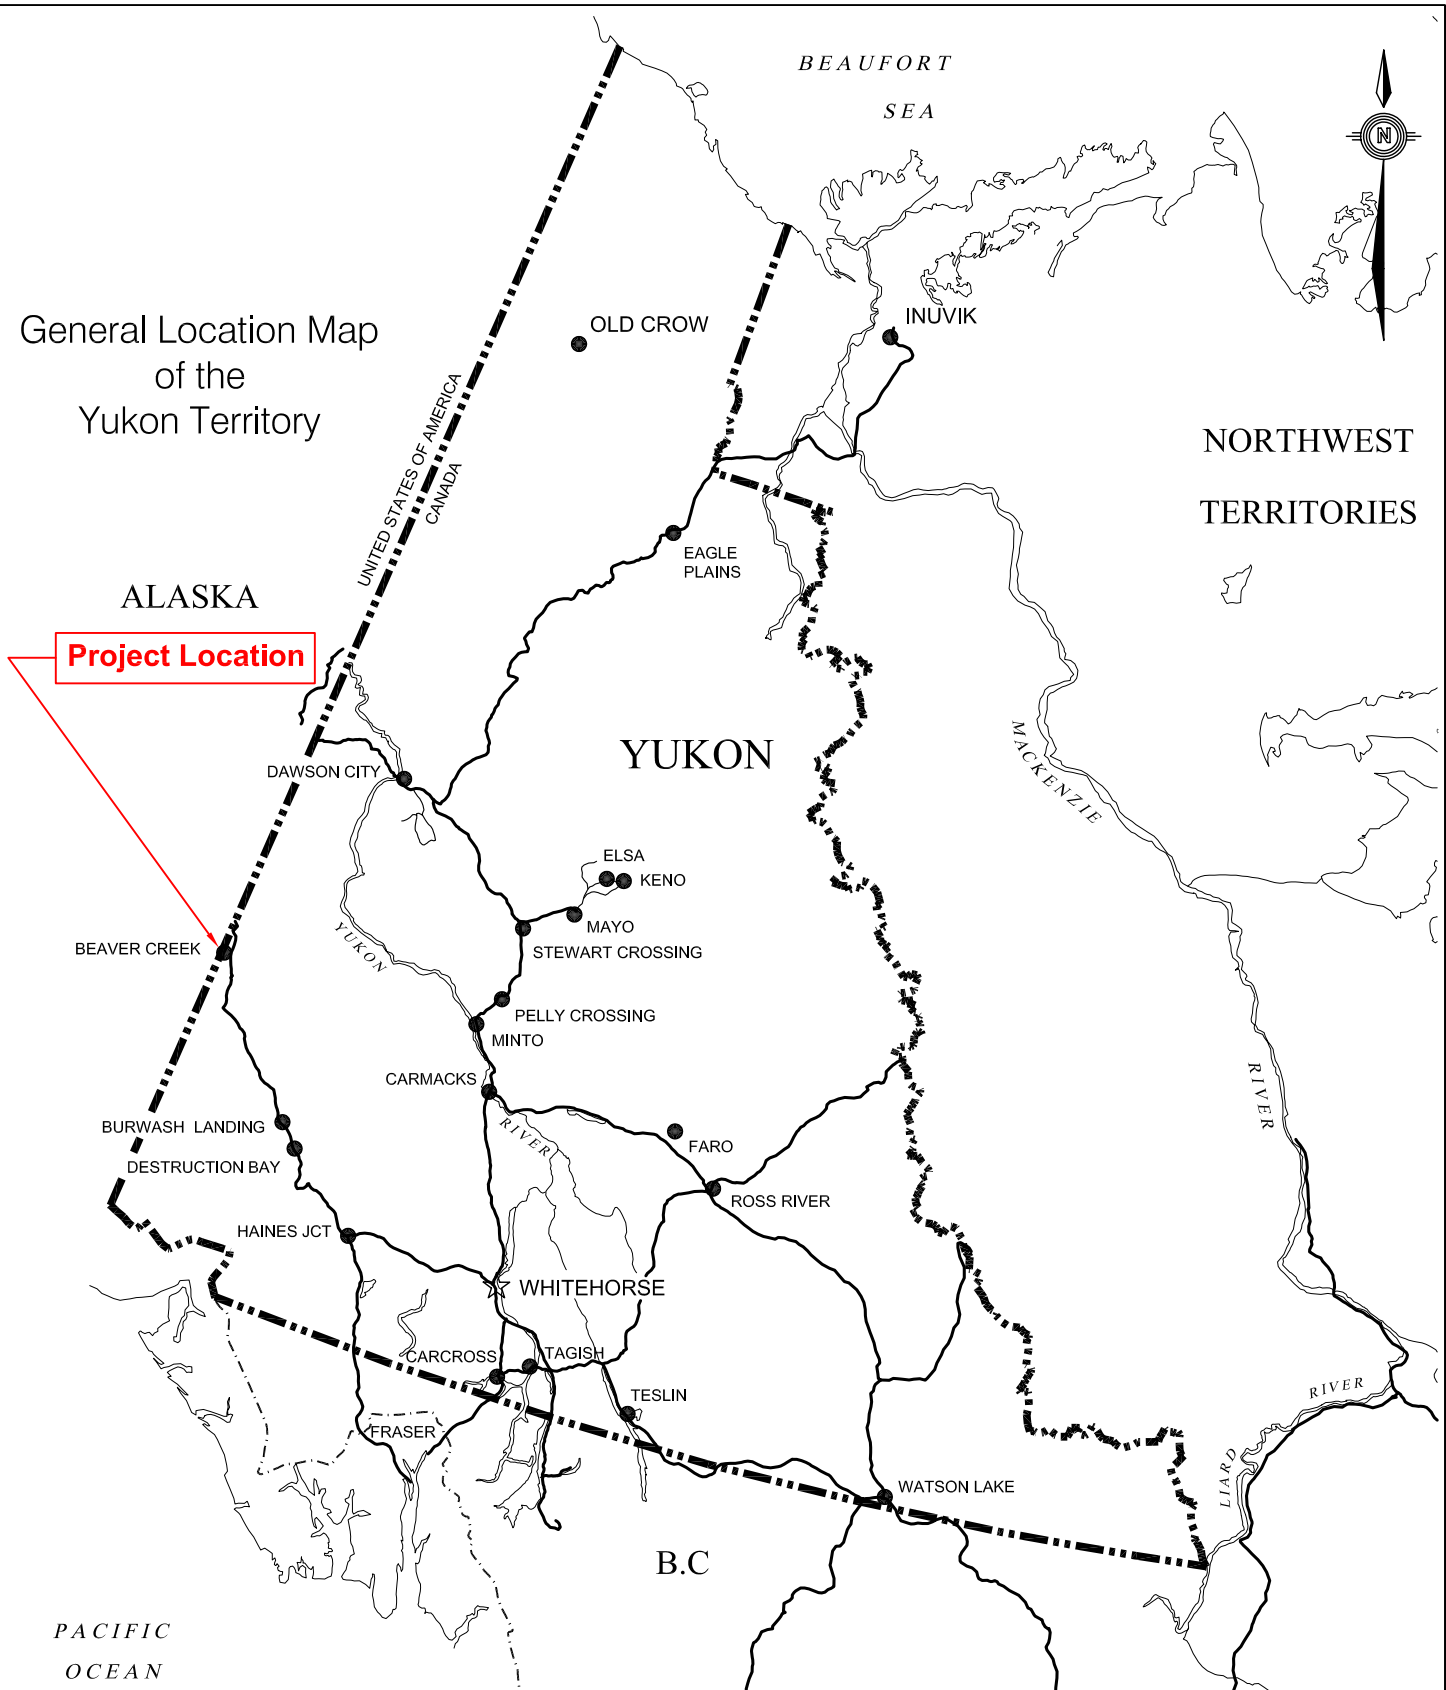 BEAUFORT
SEA
N
General Location Map
of the
Yukon Territory
OLD CROW
INUVIK
UNITED STATES OF AMERICA
CANADA
NORTHWEST
TERRITORIES
EAGLE
PLAINS
ALASKA
Project Location
YUKON
DAWSON CITY
MACKENZIE
RIVER
ELSA
KENO
MAYO
STEWART CROSSING
BEAVER CREEK
YUKON
RIVER
PELLY CROSSING
MINTO
CARMACKS
BURWASH LANDING
DESTRUCTION BAY
FARO
ROSS RIVER
HAINES JCT
WHITEHORSE
CARCROSS
TAGISH
TESLIN
FRASER
LIARD
RIVER
WATSON LAKE
B.C
PACIFIC
OCEAN